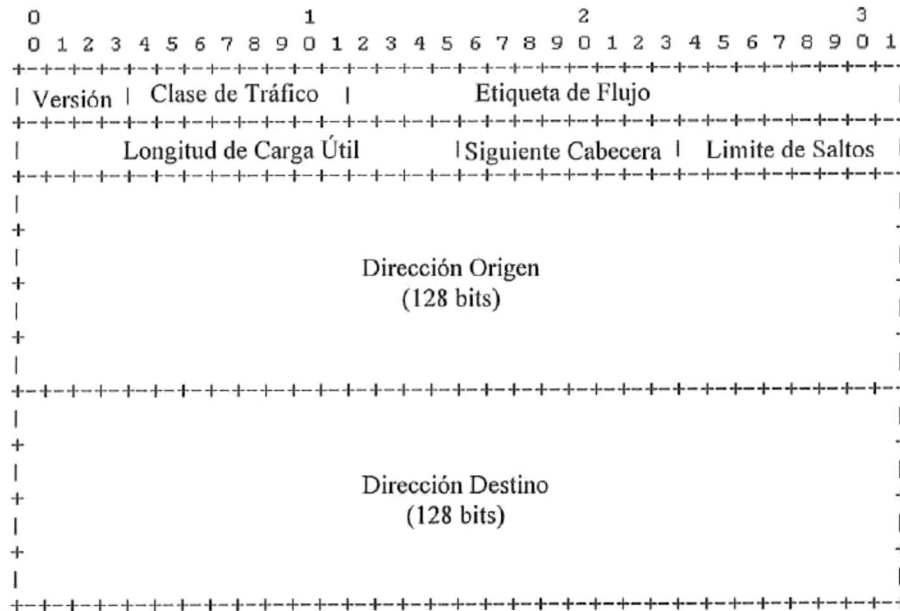 0 1 2 3
0 1 2 3 4 5 6 7 8 9 0 1 2 3 4 5 6 7 8 9 0 1 2 3 4 5 6 7 8 9 0 1
+-+-+-+-+-+-+-+-+-+-+-+-+-+-+-+-+-+-+-+-+-+-+-+-+-+-+-+-+-+-+-+-
| Versión | Clase de Tráfico | Etiqueta de Flujo |
+-+-+-+-+-+-+-+-+-+-+-+-+-+-+-+-+-+-+-+-+-+-+-+-+-+-+-+-+-+-+-+-
| Longitud de Carga Útil | Siguiente Cabecera | Limite de Saltos |
+-+-+-+-+-+-+-+-+-+-+-+-+-+-+-+-+-+-+-+-+-+-+-+-+-+-+-+-+-+-+-+-
Dirección Origen
(128 bits)
+-+-+-+-+-+-+-+-+-+-+-+-+-+-+-+-+-+-+-+-+-+-+-+-+-+-+-+-+-+-+-+-
Dirección Destino
(128 bits)
+-+-+-+-+-+-+-+-+-+-+-+-+-+-+-+-+-+-+-+-+-+-+-+-+-+-+-+-+-+-+-+-